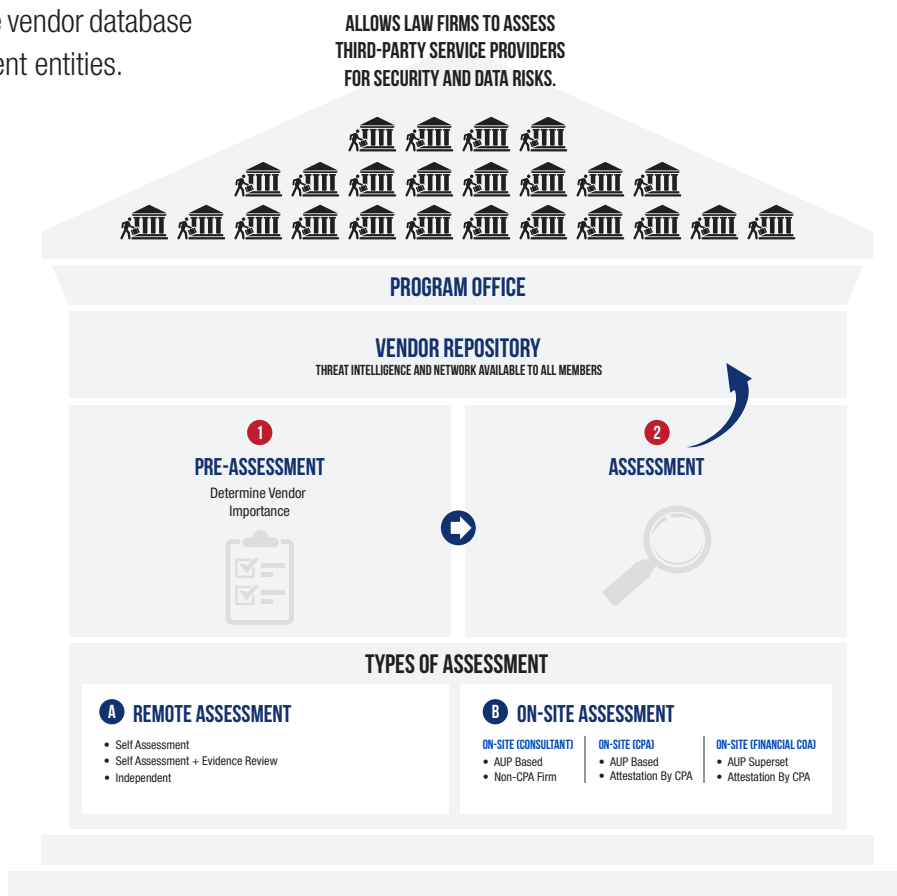 vendor database
ent entities.
ALLOWS LAW FIRMS TO ASSESS
THIRD-PARTY SERVICE PROVIDERS
FOR SECURITY AND DATA RISKS.
PROGRAM OFFICE
VENDOR REPOSITORY
THREAT INTELLIGENCE AND NETWORK AVAILABLE TO ALL MEMBERS
1
PRE-ASSESSMENT
Determine Vendor
Importance
2
ASSESSMENT
TYPES OF ASSESSMENT
A REMOTE ASSESSMENT
• Self Assessment
• Self Assessment + Evidence Review
• Independent
B ON-SITE ASSESSMENT
ON-SITE (CONSULTANT)
• AUP Based
• Non-CPA Firm
ON-SITE (CPA)
• AUP Based
• Attestation By CPA
ON-SITE (FINANCIAL COA)
• AUP Superset
• Attestation By CPA